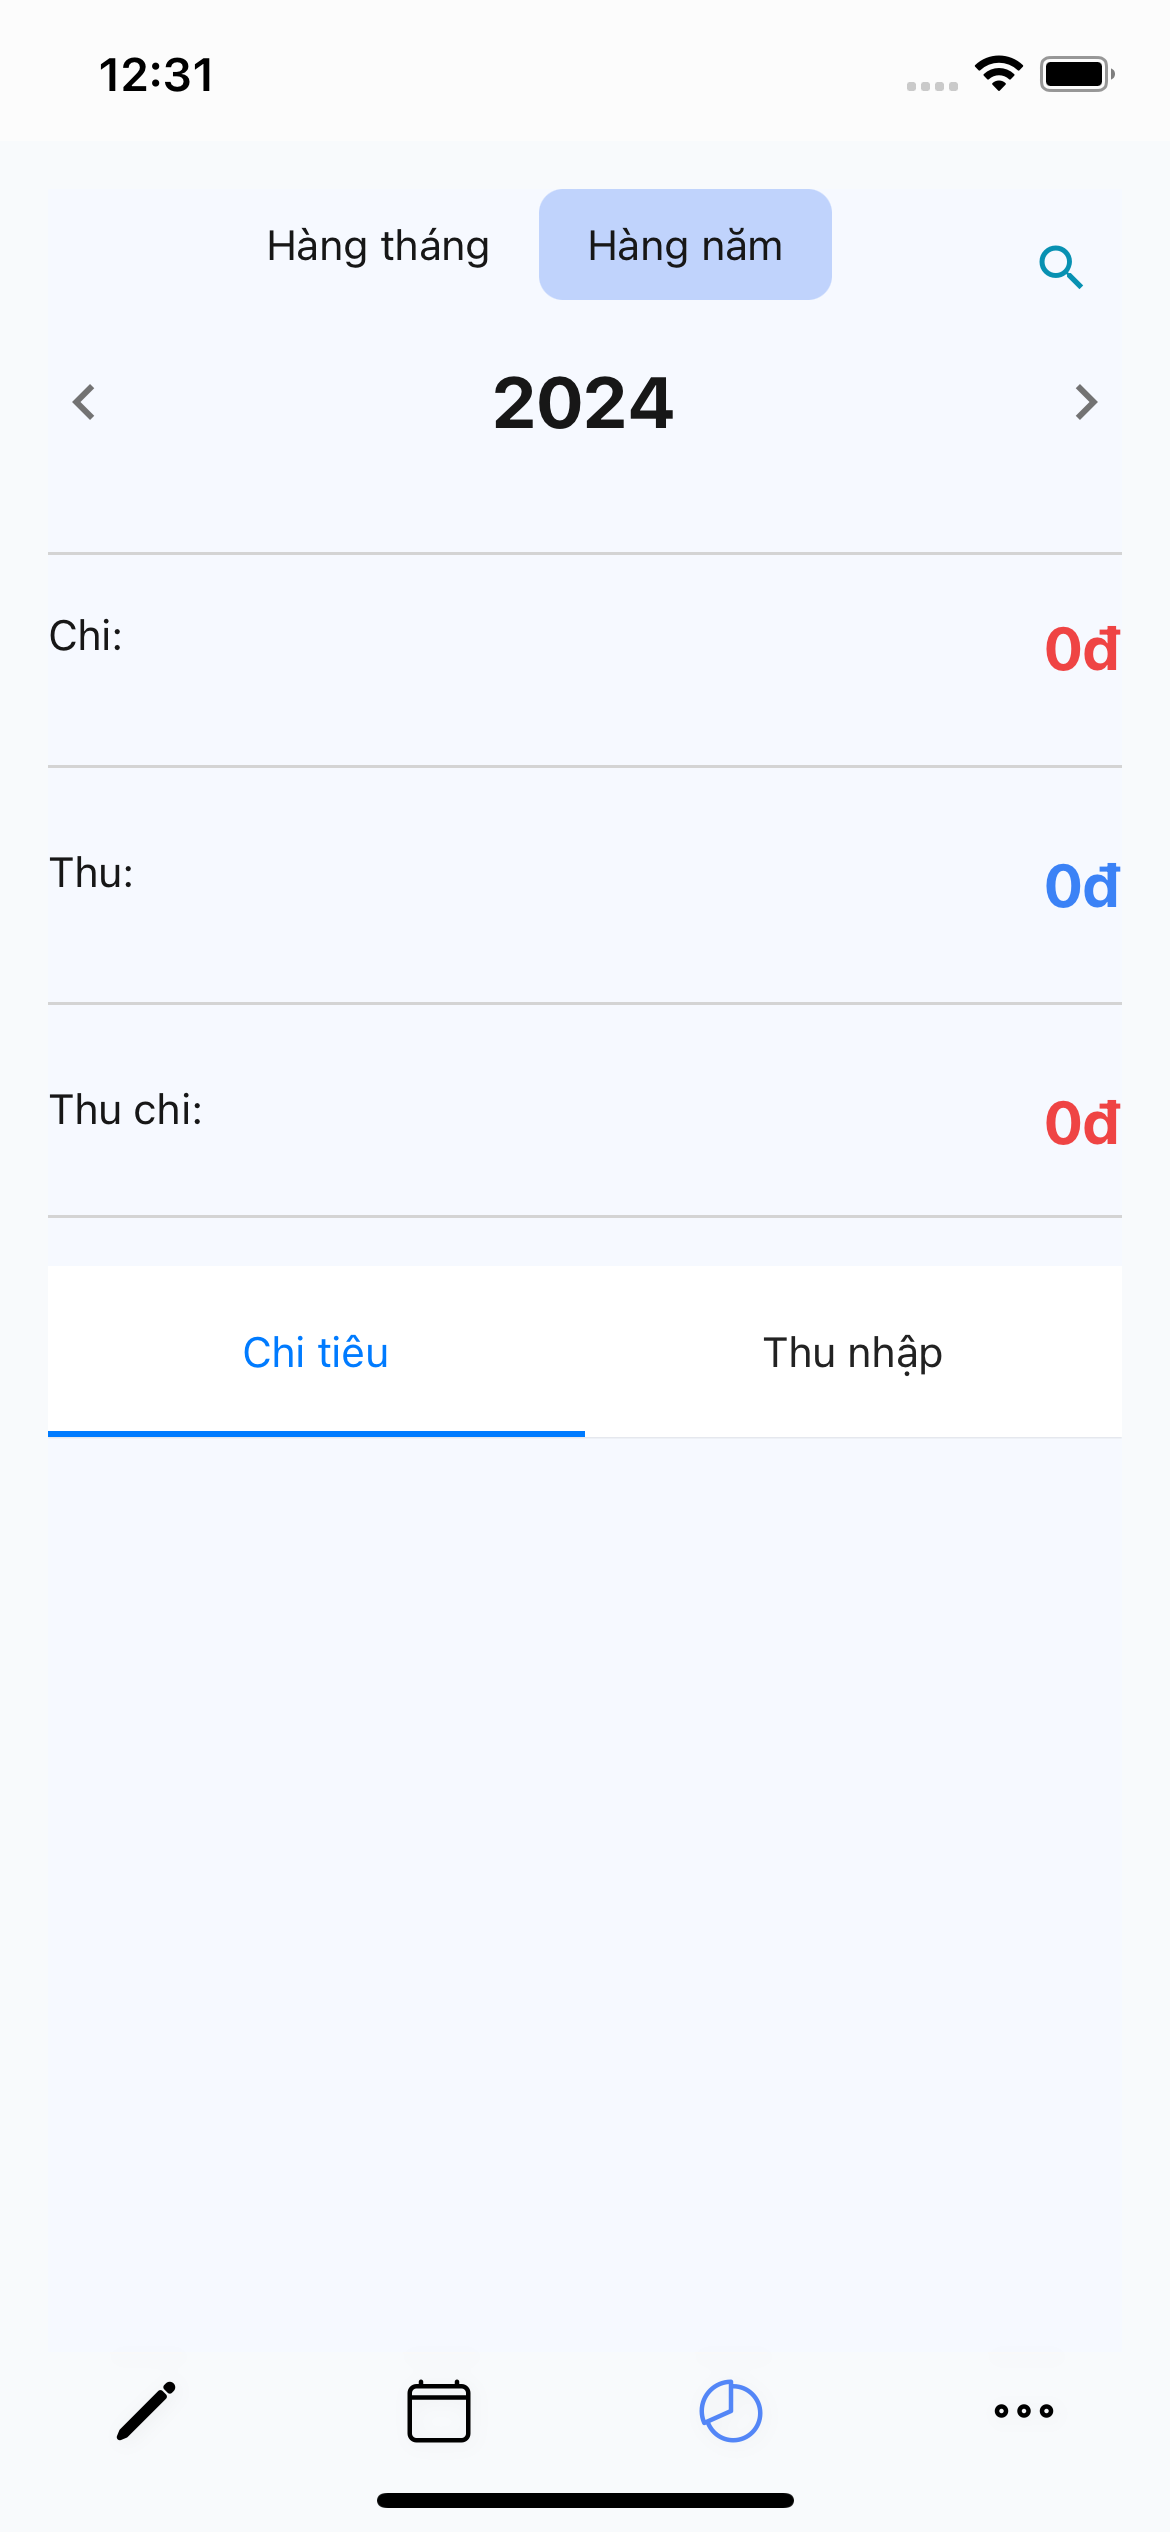 12:31
Hàng tháng
Hàng năm
2024
Chi:
0đ
Thu:
0đ
Thu chi:
0đ
Chi tiêu
Thu nhập